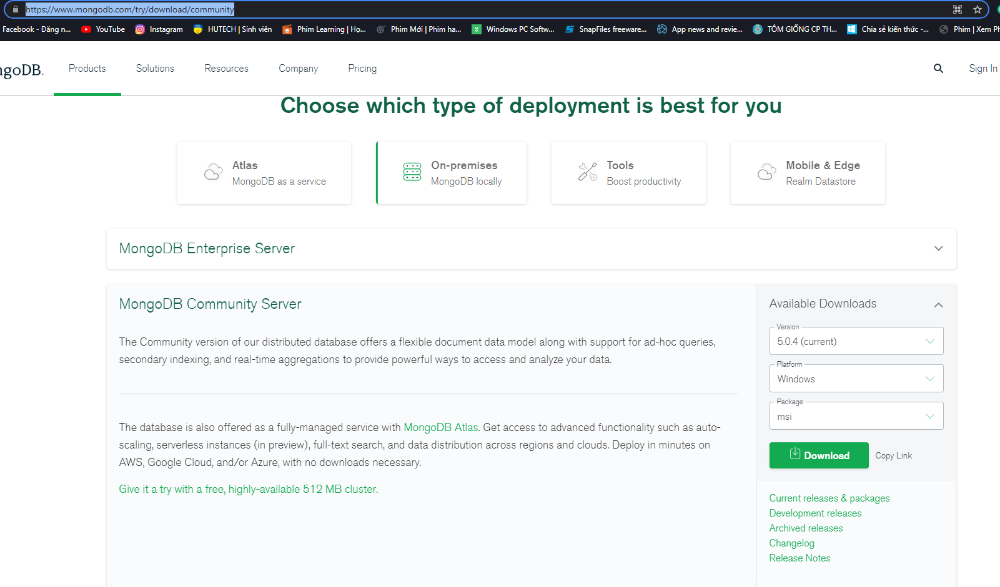 https://www.mongodb.com/try/download/community
Facebook - Đăng n... YouTube Instagram HUTECH | Sinh viên Phim Learning | Họ... Phim Mới | Phim ha... Windows PC Softw... SnapFiles freeware... App news and revie... TÔM GIỐNG CP TH... Chia sẻ kiến thức -... Phim | Xem Ph
ngoDB. Products Solutions Resources Company Pricing Sign In
Choose which type of deployment is best for you
Atlas
MongoDB as a service
On-premises
MongoDB locally
Tools
Boost productivity
Mobile & Edge
Realm Datastore
MongoDB Enterprise Server
MongoDB Community Server
The Community version of our distributed database offers a flexible document data model along with support for ad-hoc queries,
secondary indexing, and real-time aggregations to provide powerful ways to access and analyze your data.
The database is also offered as a fully-managed service with MongoDB Atlas. Get access to advanced functionality such as auto-
scaling, serverless instances (in preview), full-text search, and data distribution across regions and clouds. Deploy in minutes on
AWS, Google Cloud, and/or Azure, with no downloads necessary.
Give it a try with a free, highly-available 512 MB cluster.
Available Downloads
Version
5.0.4 (current)
Platform
Windows
Package
msi
Download Copy Link
Current releases & packages
Development releases
Archived releases
Changelog
Release Notes